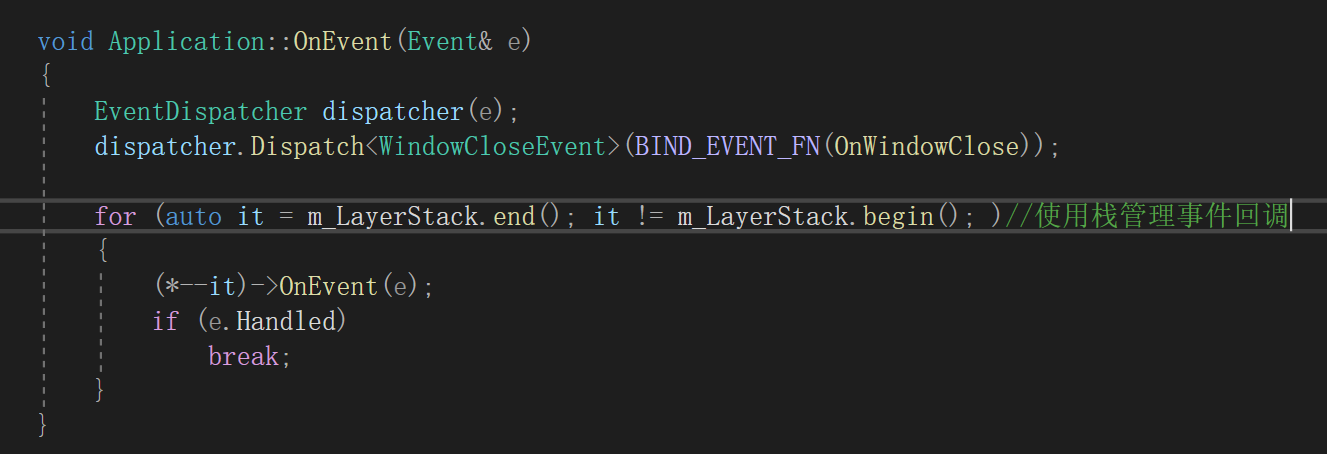 void Application::OnEvent(Event& e)
{
    EventDispatcher dispatcher(e);
    dispatcher.Dispatch<WindowCloseEvent>(BIND_EVENT_FN(OnWindowClose));
    for (auto it = m_LayerStack.end(); it != m_LayerStack.begin(); )//使用栈管理事件回调
    {
        (*--it)->OnEvent(e);
        if (e.Handled)
            break;
    }
}